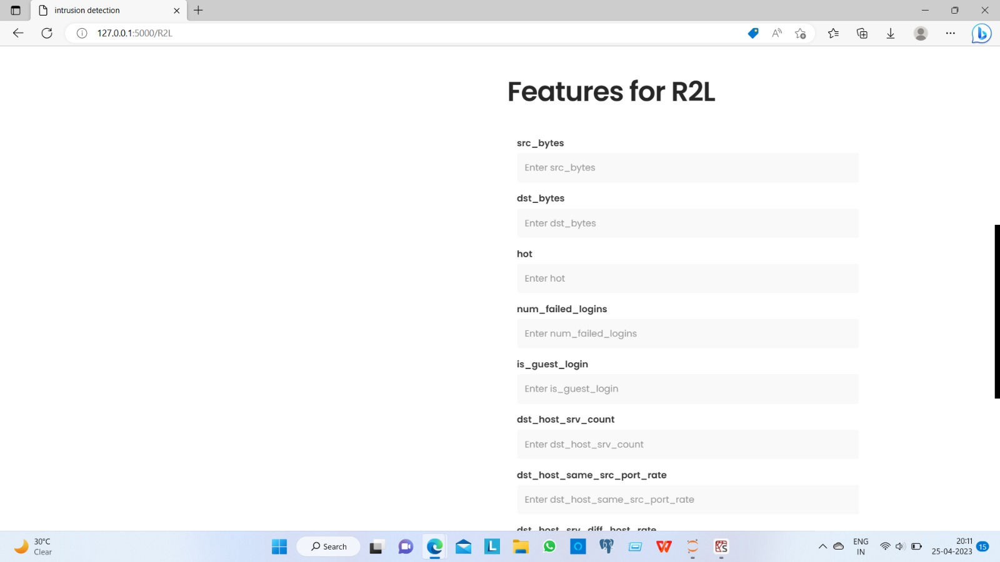 intrusion detection
127.0.0.1:5000/R2L
Features for R2L
src_bytes
Enter src_bytes
dst_bytes
Enter dst_bytes
hot
Enter hot
num_failed_logins
Enter num_failed_logins
is_guest_login
Enter is_guest_login
dst_host_srv_count
Enter dst_host_srv_count
dst_host_same_src_port_rate
Enter dst_host_same_src_port_rate
dst_host_srv_diff_host_rate
30°C
Clear
Search
ENG
IN
20:11
25-04-2023
15